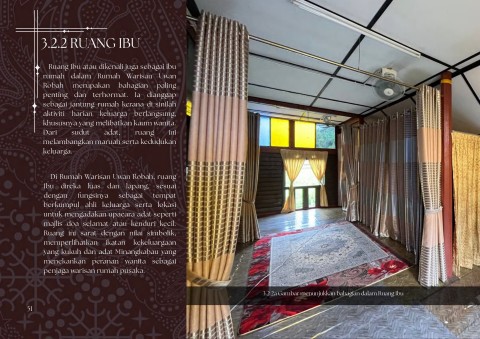 3.2.2 RUANG IBU
Ruang Ibu atau dikenali juga sebagai ibu
rumah dalam Rumah Warisan Uwan
Robah merupakan bahagian paling
penting dan terhormat. Ia dianggap
sebagai jantung rumah kerana di sinilah
aktiviti harian keluarga berlangsung,
khususnya yang melibatkan kaum wanita.
Dari sudut adat, ruang ini
melambangkan maruah serta kedudukan
keluarga.
Di Rumah Warisan Uwan Robah, ruang
Ibu direka luas dan lapang, sesuai
dengan fungsinya sebagai tempat
berkumpul ahli keluarga serta lokasi
untuk mengadakan upacara adat seperti
majlis doa selamat atau kenduri kecil.
Ruang ini sarat dengan nilai simbolik,
memperlihatkan ikatan kekeluargaan
yang kukuh dan adat Minangkabau yang
menekankan peranan wanita sebagai
penjaga warisan rumah pusaka.
3.2.2a Gambar menunjukkan bahagian dalam Ruang Ibu
51